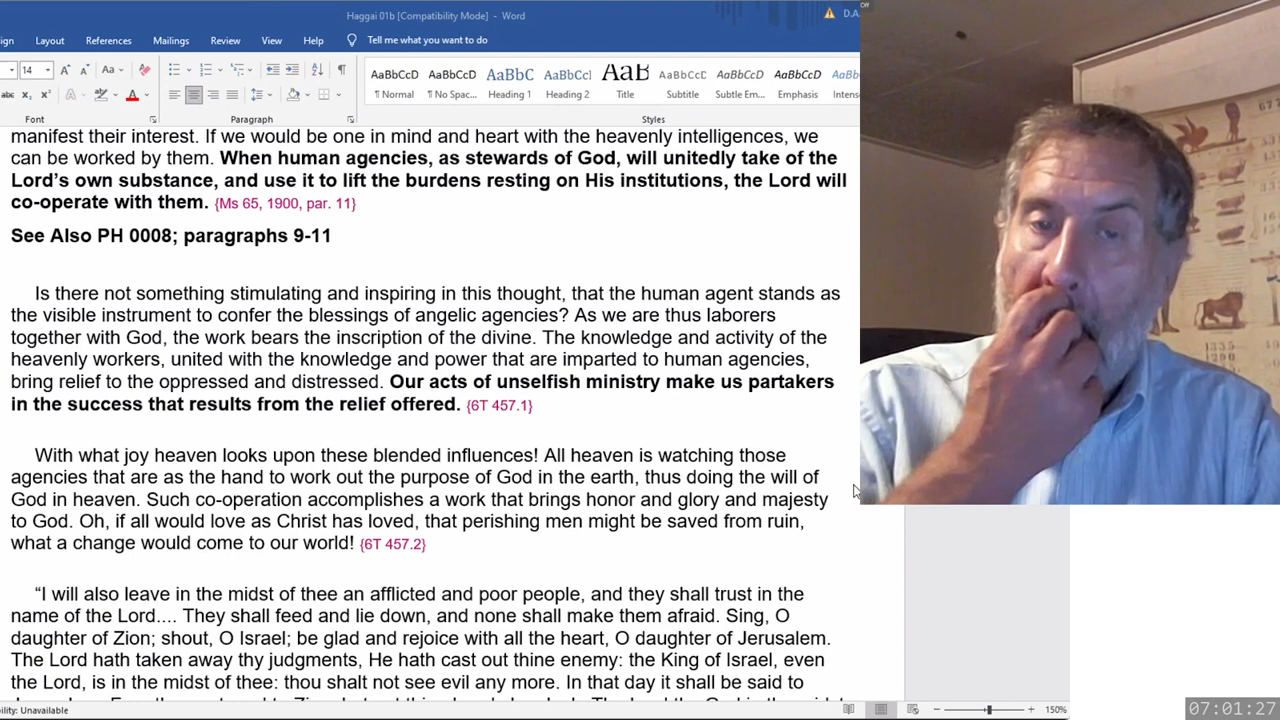 Haggai 01b [Compatibility Mode] - Word
D.A.
Off
ign Layout References Mailings Review View Help Tell me what you want to do
14
Aa
abc x₂ x²
Font
Paragraph
Styles
AaBbCcD AaBbCcD AaBbC AaBbCc AaB AaBbCcD AaBbCcD AaBbCcD AaBb
¶ Normal ¶ No Spac... Heading 1 Heading 2 Title Subtitle Subtle Em... Emphasis Intense
manifest their interest. If we would be one in mind and heart with the heavenly intelligences, we
can be worked by them. When human agencies, as stewards of God, will unitedly take of the
Lord’s own substance, and use it to lift the burdens resting on His institutions, the Lord will
co-operate with them. {Ms 65, 1900, par. 11}
See Also PH 0008; paragraphs 9-11
Is there not something stimulating and inspiring in this thought, that the human agent stands as
the visible instrument to confer the blessings of angelic agencies? As we are thus laborers
together with God, the work bears the inscription of the divine. The knowledge and activity of the
heavenly workers, united with the knowledge and power that are imparted to human agencies,
bring relief to the oppressed and distressed. Our acts of unselfish ministry make us partakers
in the success that results from the relief offered. {6T 457.1}
With what joy heaven looks upon these blended influences! All heaven is watching those
agencies that are as the hand to work out the purpose of God in the earth, thus doing the will of
God in heaven. Such co-operation accomplishes a work that brings honor and glory and majesty
to God. Oh, if all would love as Christ has loved, that perishing men might be saved from ruin,
what a change would come to our world! {6T 457.2}
“I will also leave in the midst of thee an afflicted and poor people, and they shall trust in the
name of the Lord.... They shall feed and lie down, and none shall make them afraid. Sing, O
daughter of Zion; shout, O Israel; be glad and rejoice with all the heart, O daughter of Jerusalem.
The Lord hath taken away thy judgments, He hath cast out thine enemy: the King of Israel, even
the Lord, is in the midst of thee: thou shalt not see evil any more. In that day it shall be said to
bility: Unavailable
150%
07:01:27